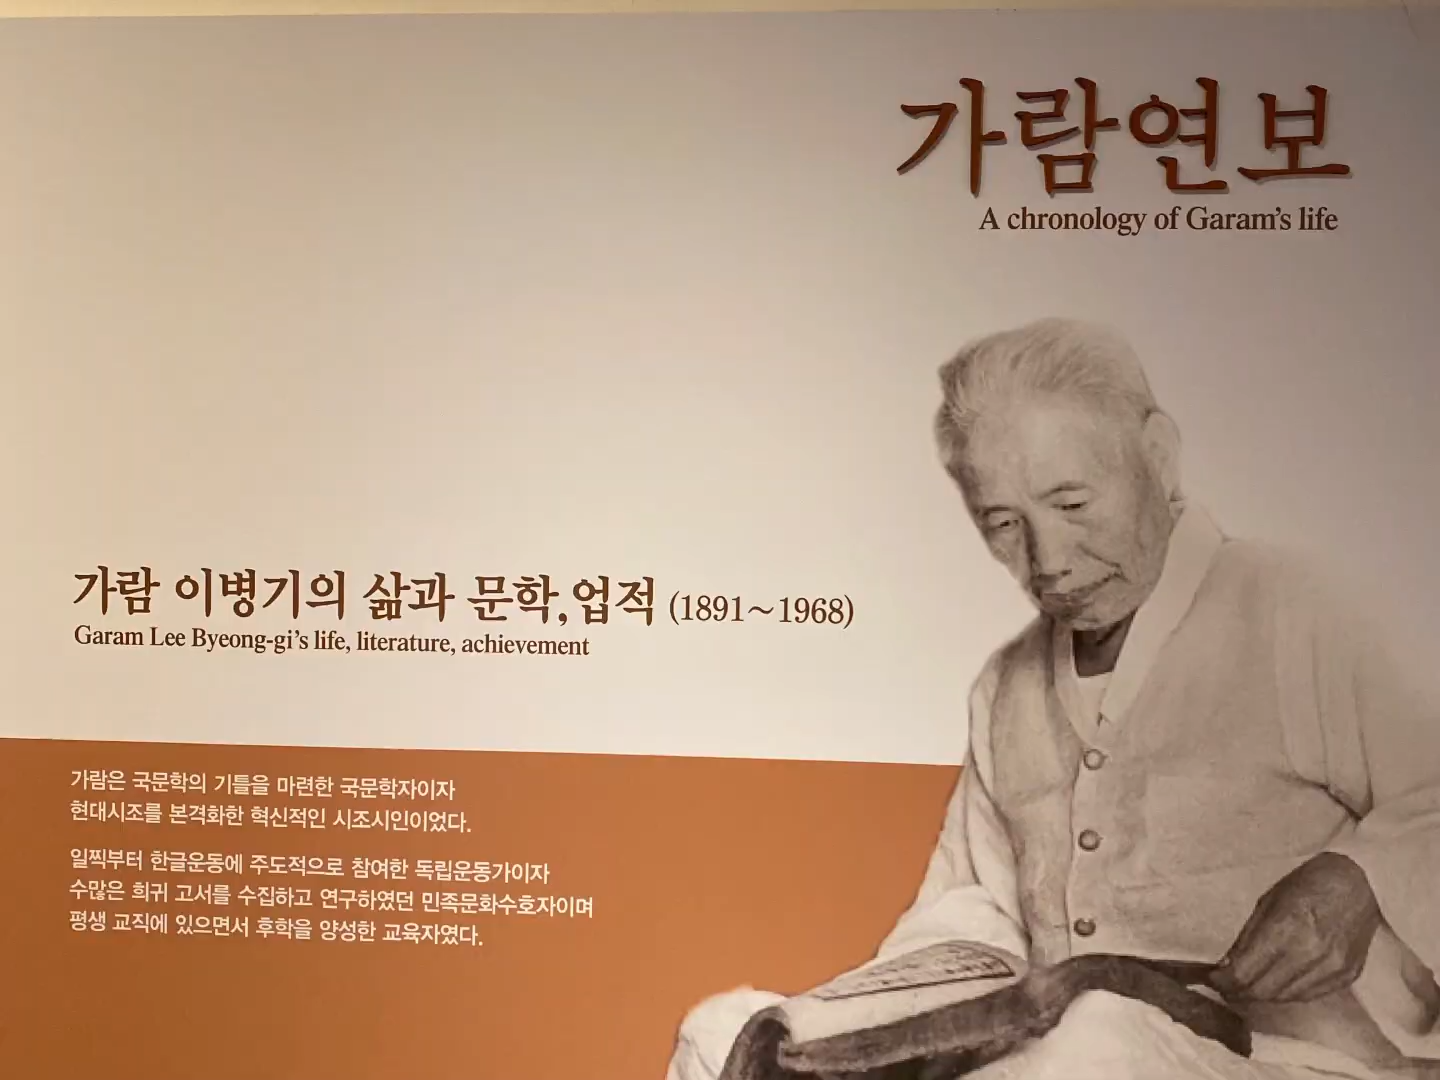 가람연보
A chronology of Garam's life
가람 이병기의 삶과 문학,업적 (1891~1968)
Garam Lee Byeong-gi's life, literature, achievement
가람은 국문학의 기틀을 마련한 국문학자이자
현대시조를 본격화한 혁신적인 시조시인이었다.
일찍부터 한글운동에 주도적으로 참여한 독립운동가이자
수많은 희귀 고서를 수집하고 연구하였던 민족문화수호자이며
평생 교직에 있으면서 후학을 양성한 교육자였다.